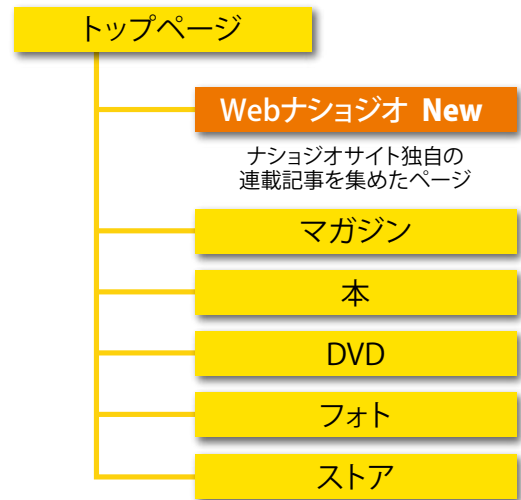 トップページ
Webナショジオ New
ナショジオサイト独自の
連載記事を集めたページ
マガジン
本
DVD
フォト
ストア